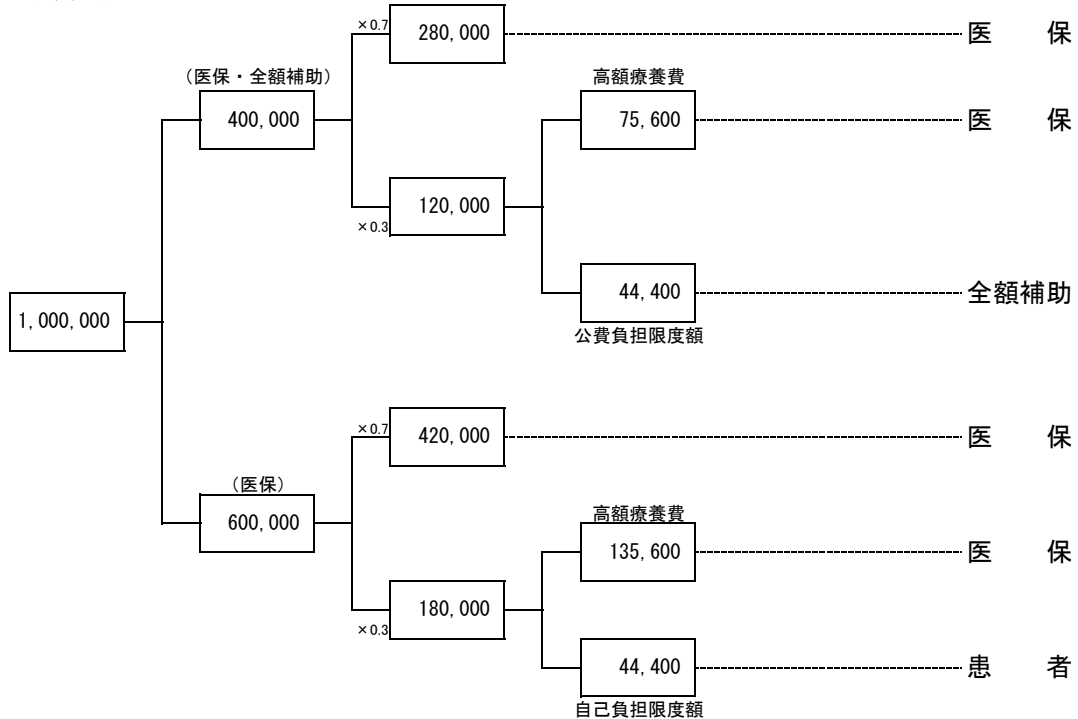 ×0.7 280,000 医　　保
(医保・全額補助) 高額療養費
400,000 75,600 医　　保
120,000
×0.3
44,400 全額補助
1,000,000
公費負担限度額
×0.7 420,000 医　　保
(医保) 高額療養費
600,000 135,600 医　　保
180,000
×0.3
44,400 患　　者
自己負担限度額